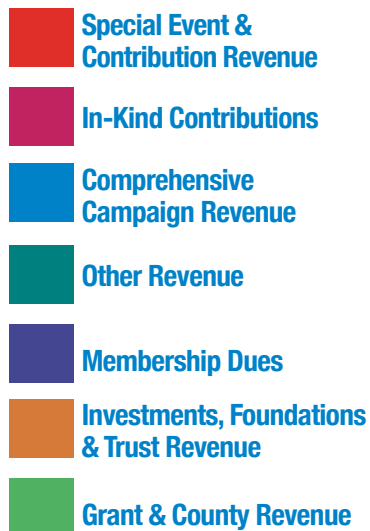 Special Event &
Contribution Revenue
In-Kind Contributions
Comprehensive
Campaign Revenue
Other Revenue
Membership Dues
Investments, Foundations
& Trust Revenue
Grant & County Revenue